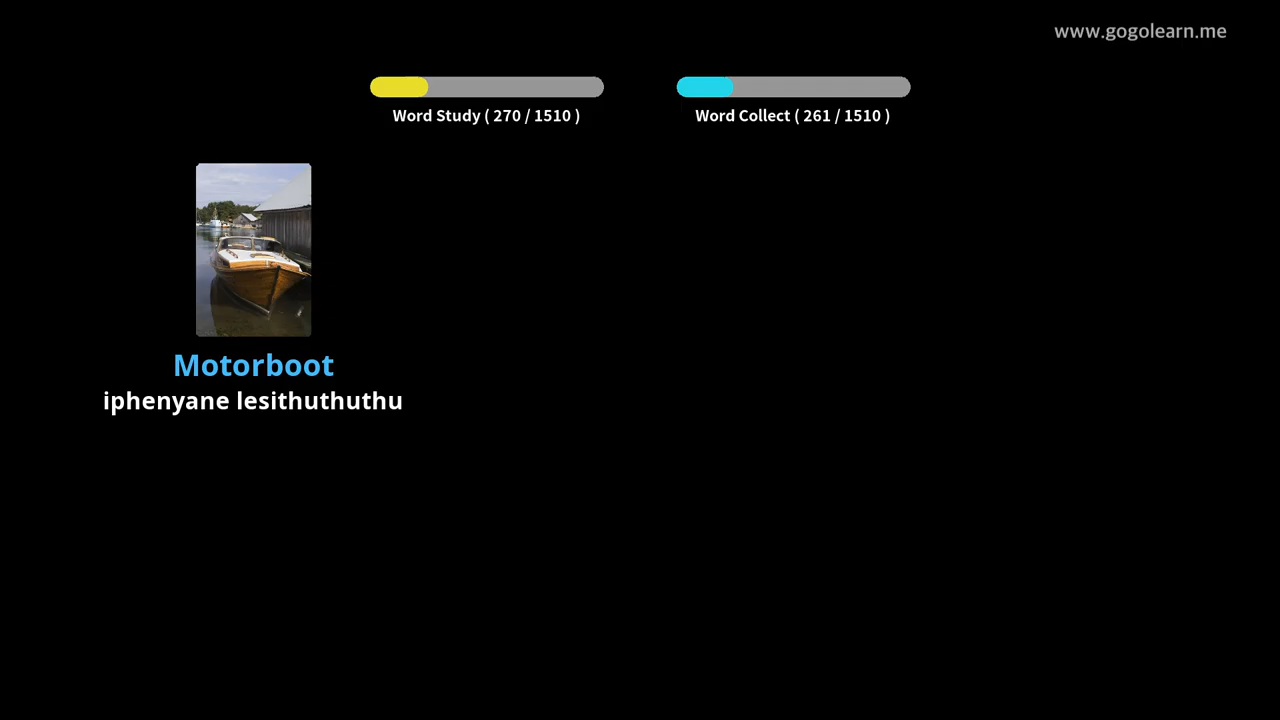 www.gogolearn.me
Word Study ( 270 / 1510 )
Word Collect ( 261 / 1510 )
Motorboot
iphenyane lesithuthuthu